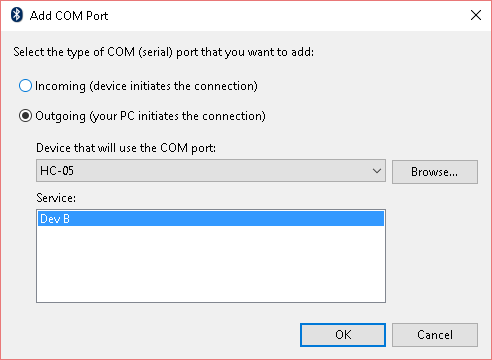 Add COM Port
Select the type of COM (serial) port that you want to add:
Incoming (device initiates the connection)
Outgoing (your PC initiates the connection)
Device that will use the COM port:
HC-05
Browse...
Service:
Dev B
OK
Cancel